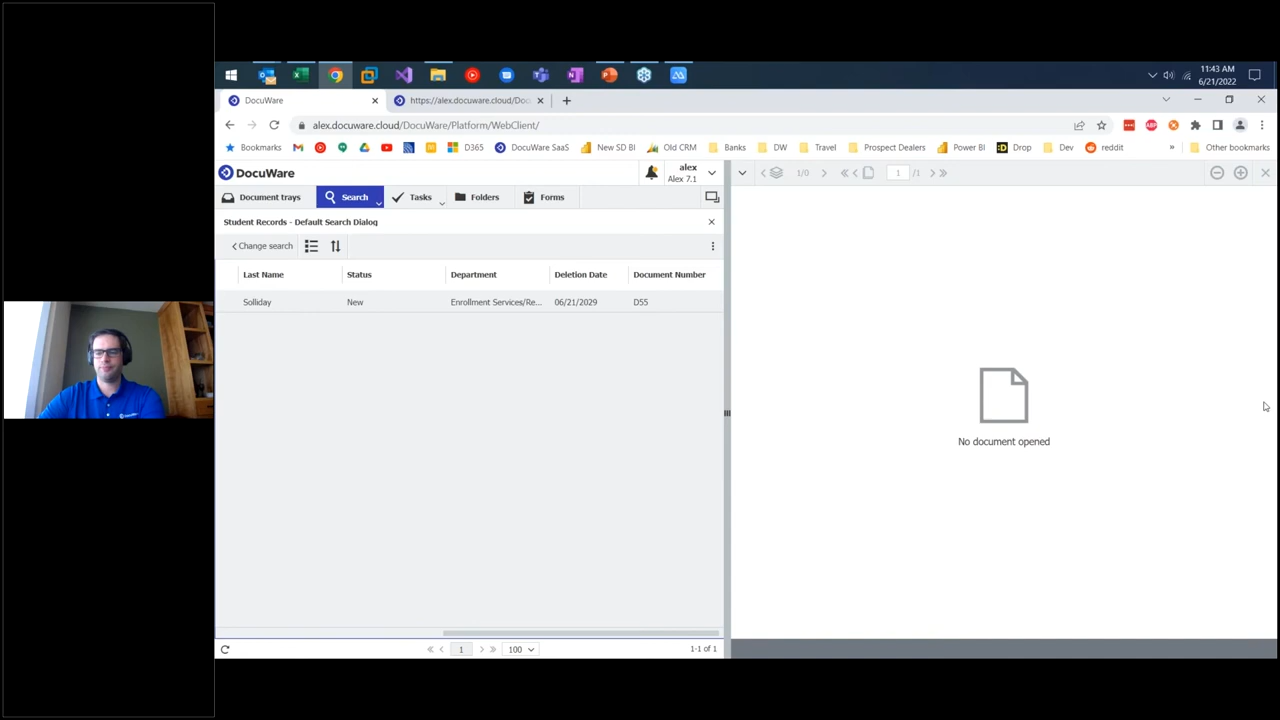 11:43 AM
6/21/2022
DocuWare
https://alex.docuware.cloud/Doc
alex.docuware.cloud/DocuWare/Platform/WebClient/
ABP
Bookmarks
D365
DocuWare SaaS
New SD BI
Old CRM
Banks
DW
Travel
Prospect Dealers
Power BI
Drop
Dev
reddit
»
Other bookmarks
DocuWare
alex
Alex 7.1
1/0
1 /1
Document trays
Search
Tasks
Folders
Forms
Student Records - Default Search Dialog
Change search
Last Name Status Department Deletion Date Document Number
Solliday New Enrollment Services/Re... 06/21/2029 D55
No document opened
1
100
1-1 of 1